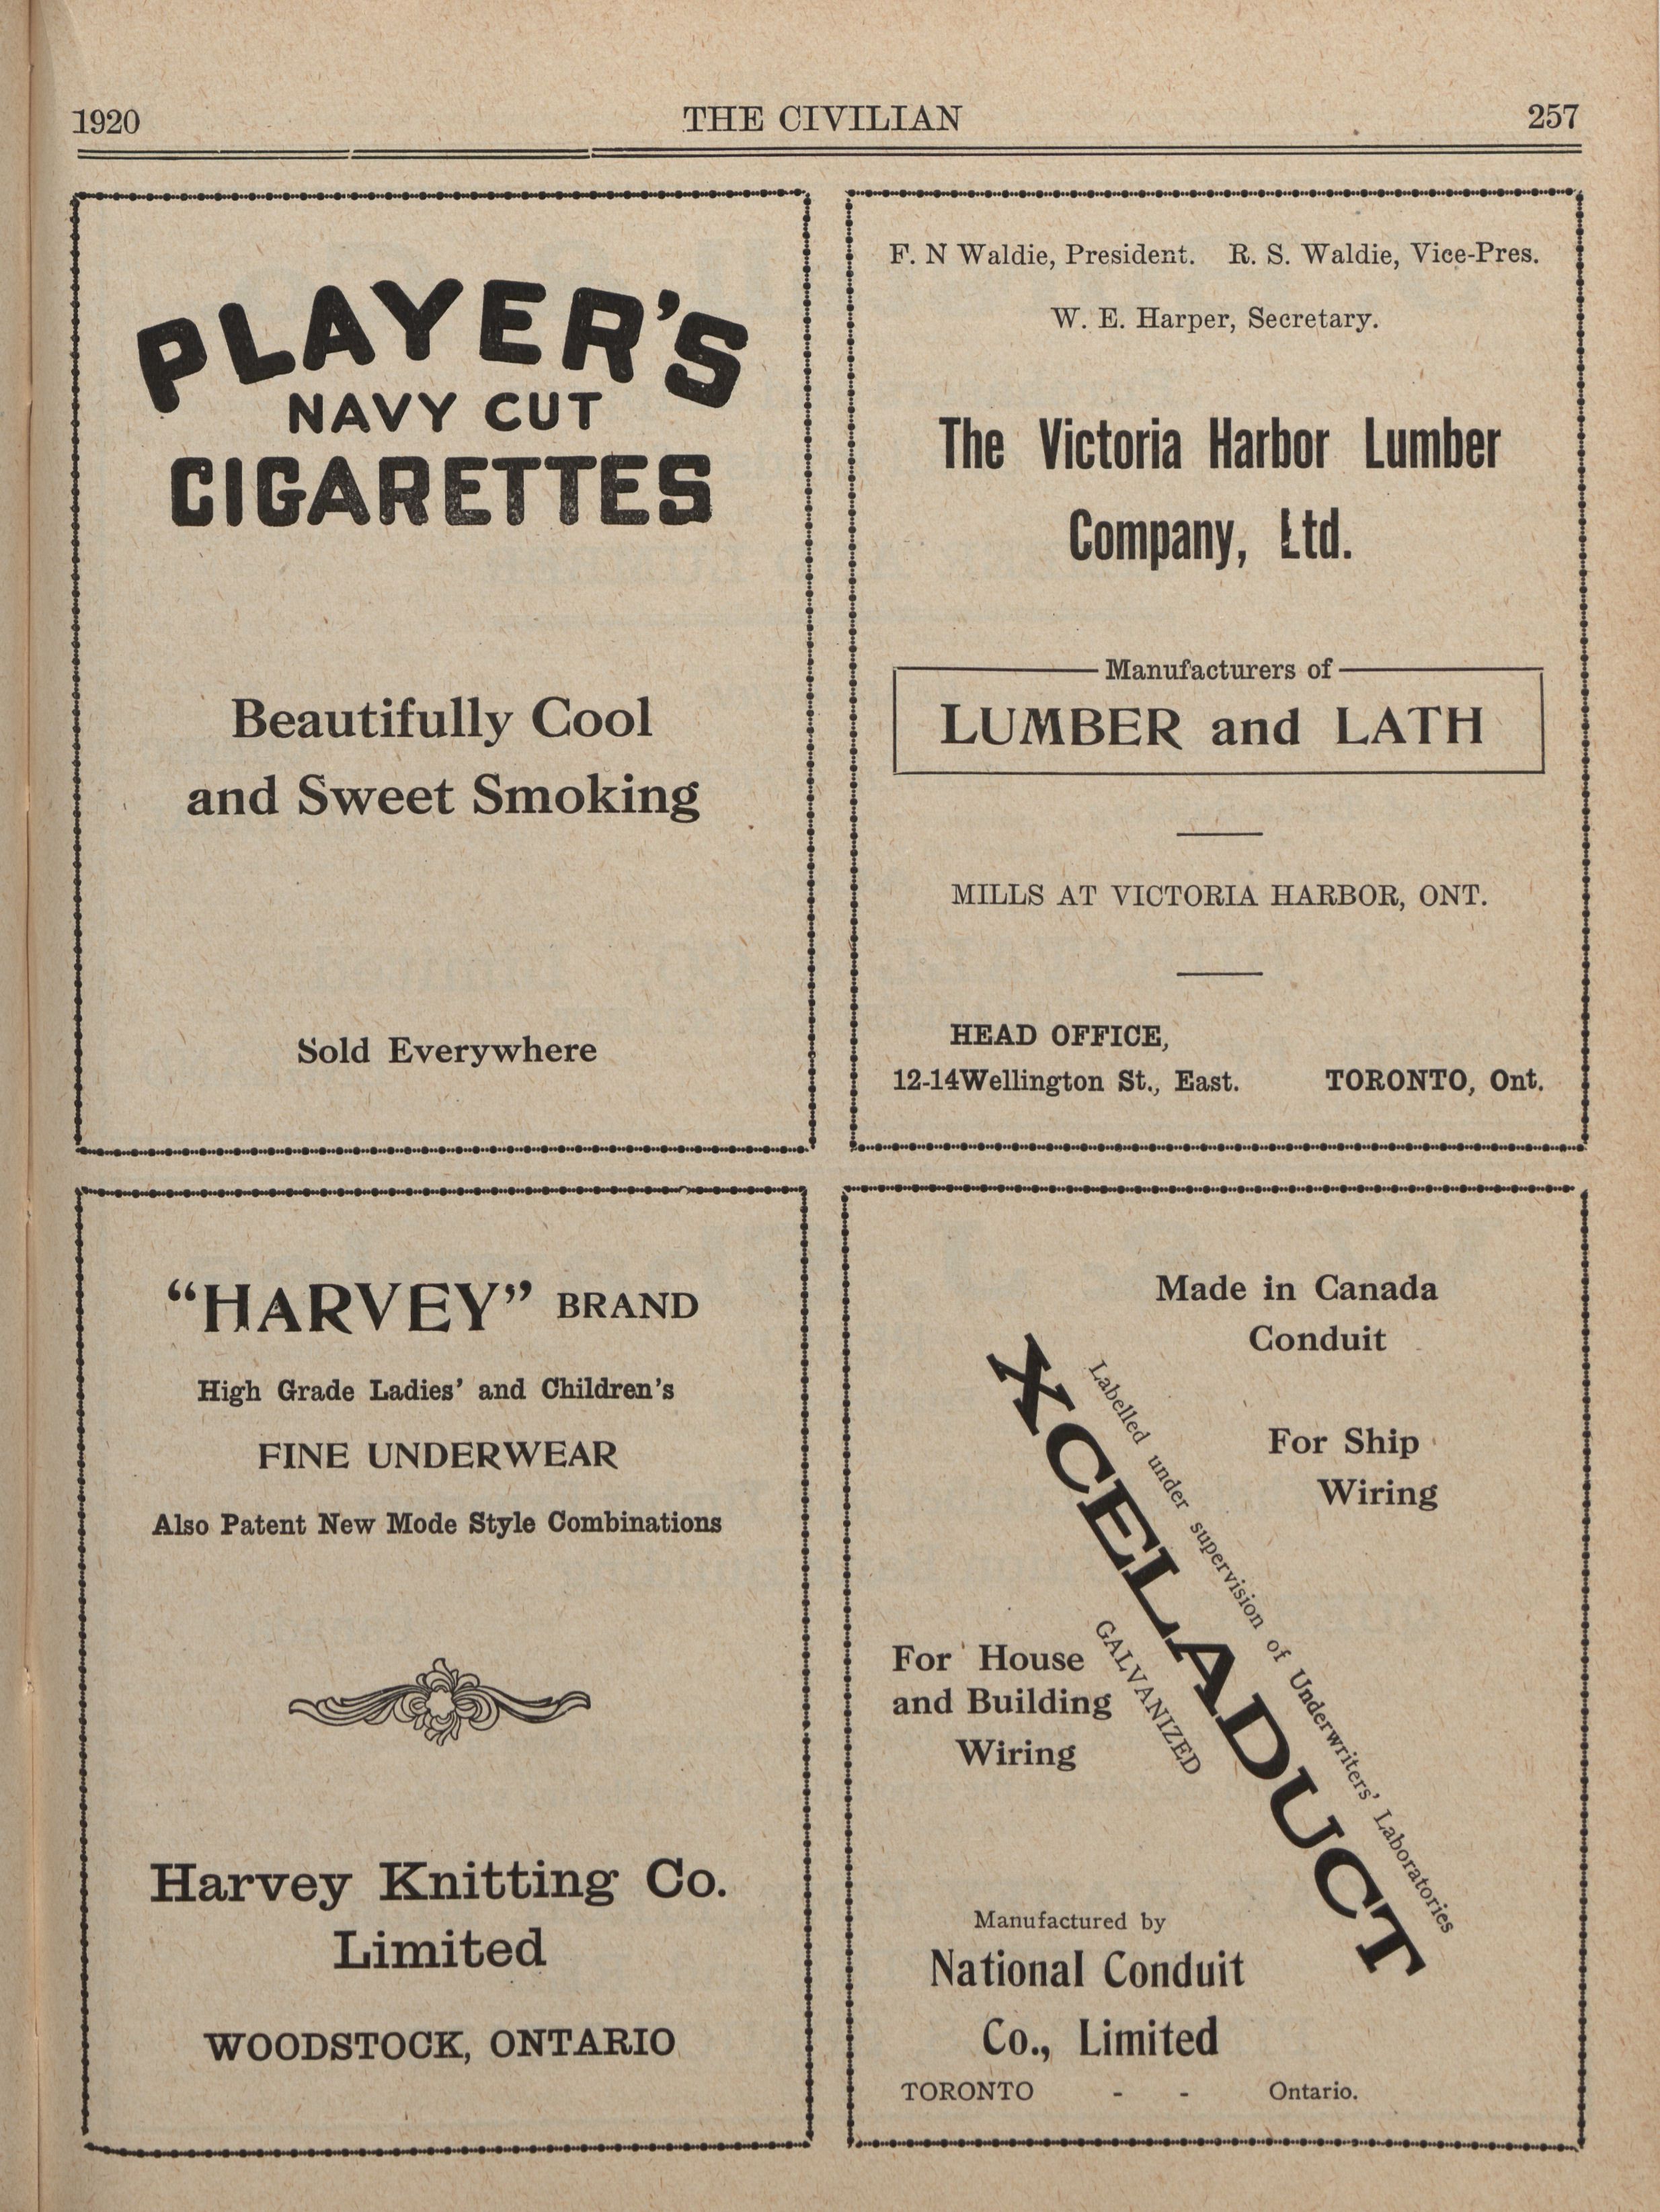 1920 THE CIVILIAN 257
PLAYER'S
NAVY CUT
CIGARETTES
Beautifully Cool
and Sweet Smoking
Sold Everywhere
F. N Waldie, President. R. S. Waldie, Vice-Pres.
W. E. Harper, Secretary.
The Victoria Harbor Lumber
Company, Ltd.
Manufacturers of
LUMBER and LATH
MILLS AT VICTORIA HARBOR, ONT.
HEAD OFFICE,
12-14Wellington St., East. TORONTO, Ont.
"HARVEY" BRAND
High Grade Ladies' and Children's
FINE UNDERWEAR
Also Patent New Mode Style Combinations
Harvey Knitting Co.
Limited
WOODSTOCK, ONTARIO
Made in Canada
Conduit
For Ship
Wiring
Labelled under supervision of Underwriters' Laboratories
XCELADUCT
GALVANIZED
For House
and Building
Wiring
Manufactured by
National Conduit
Co., Limited
TORONTO - - Ontario.